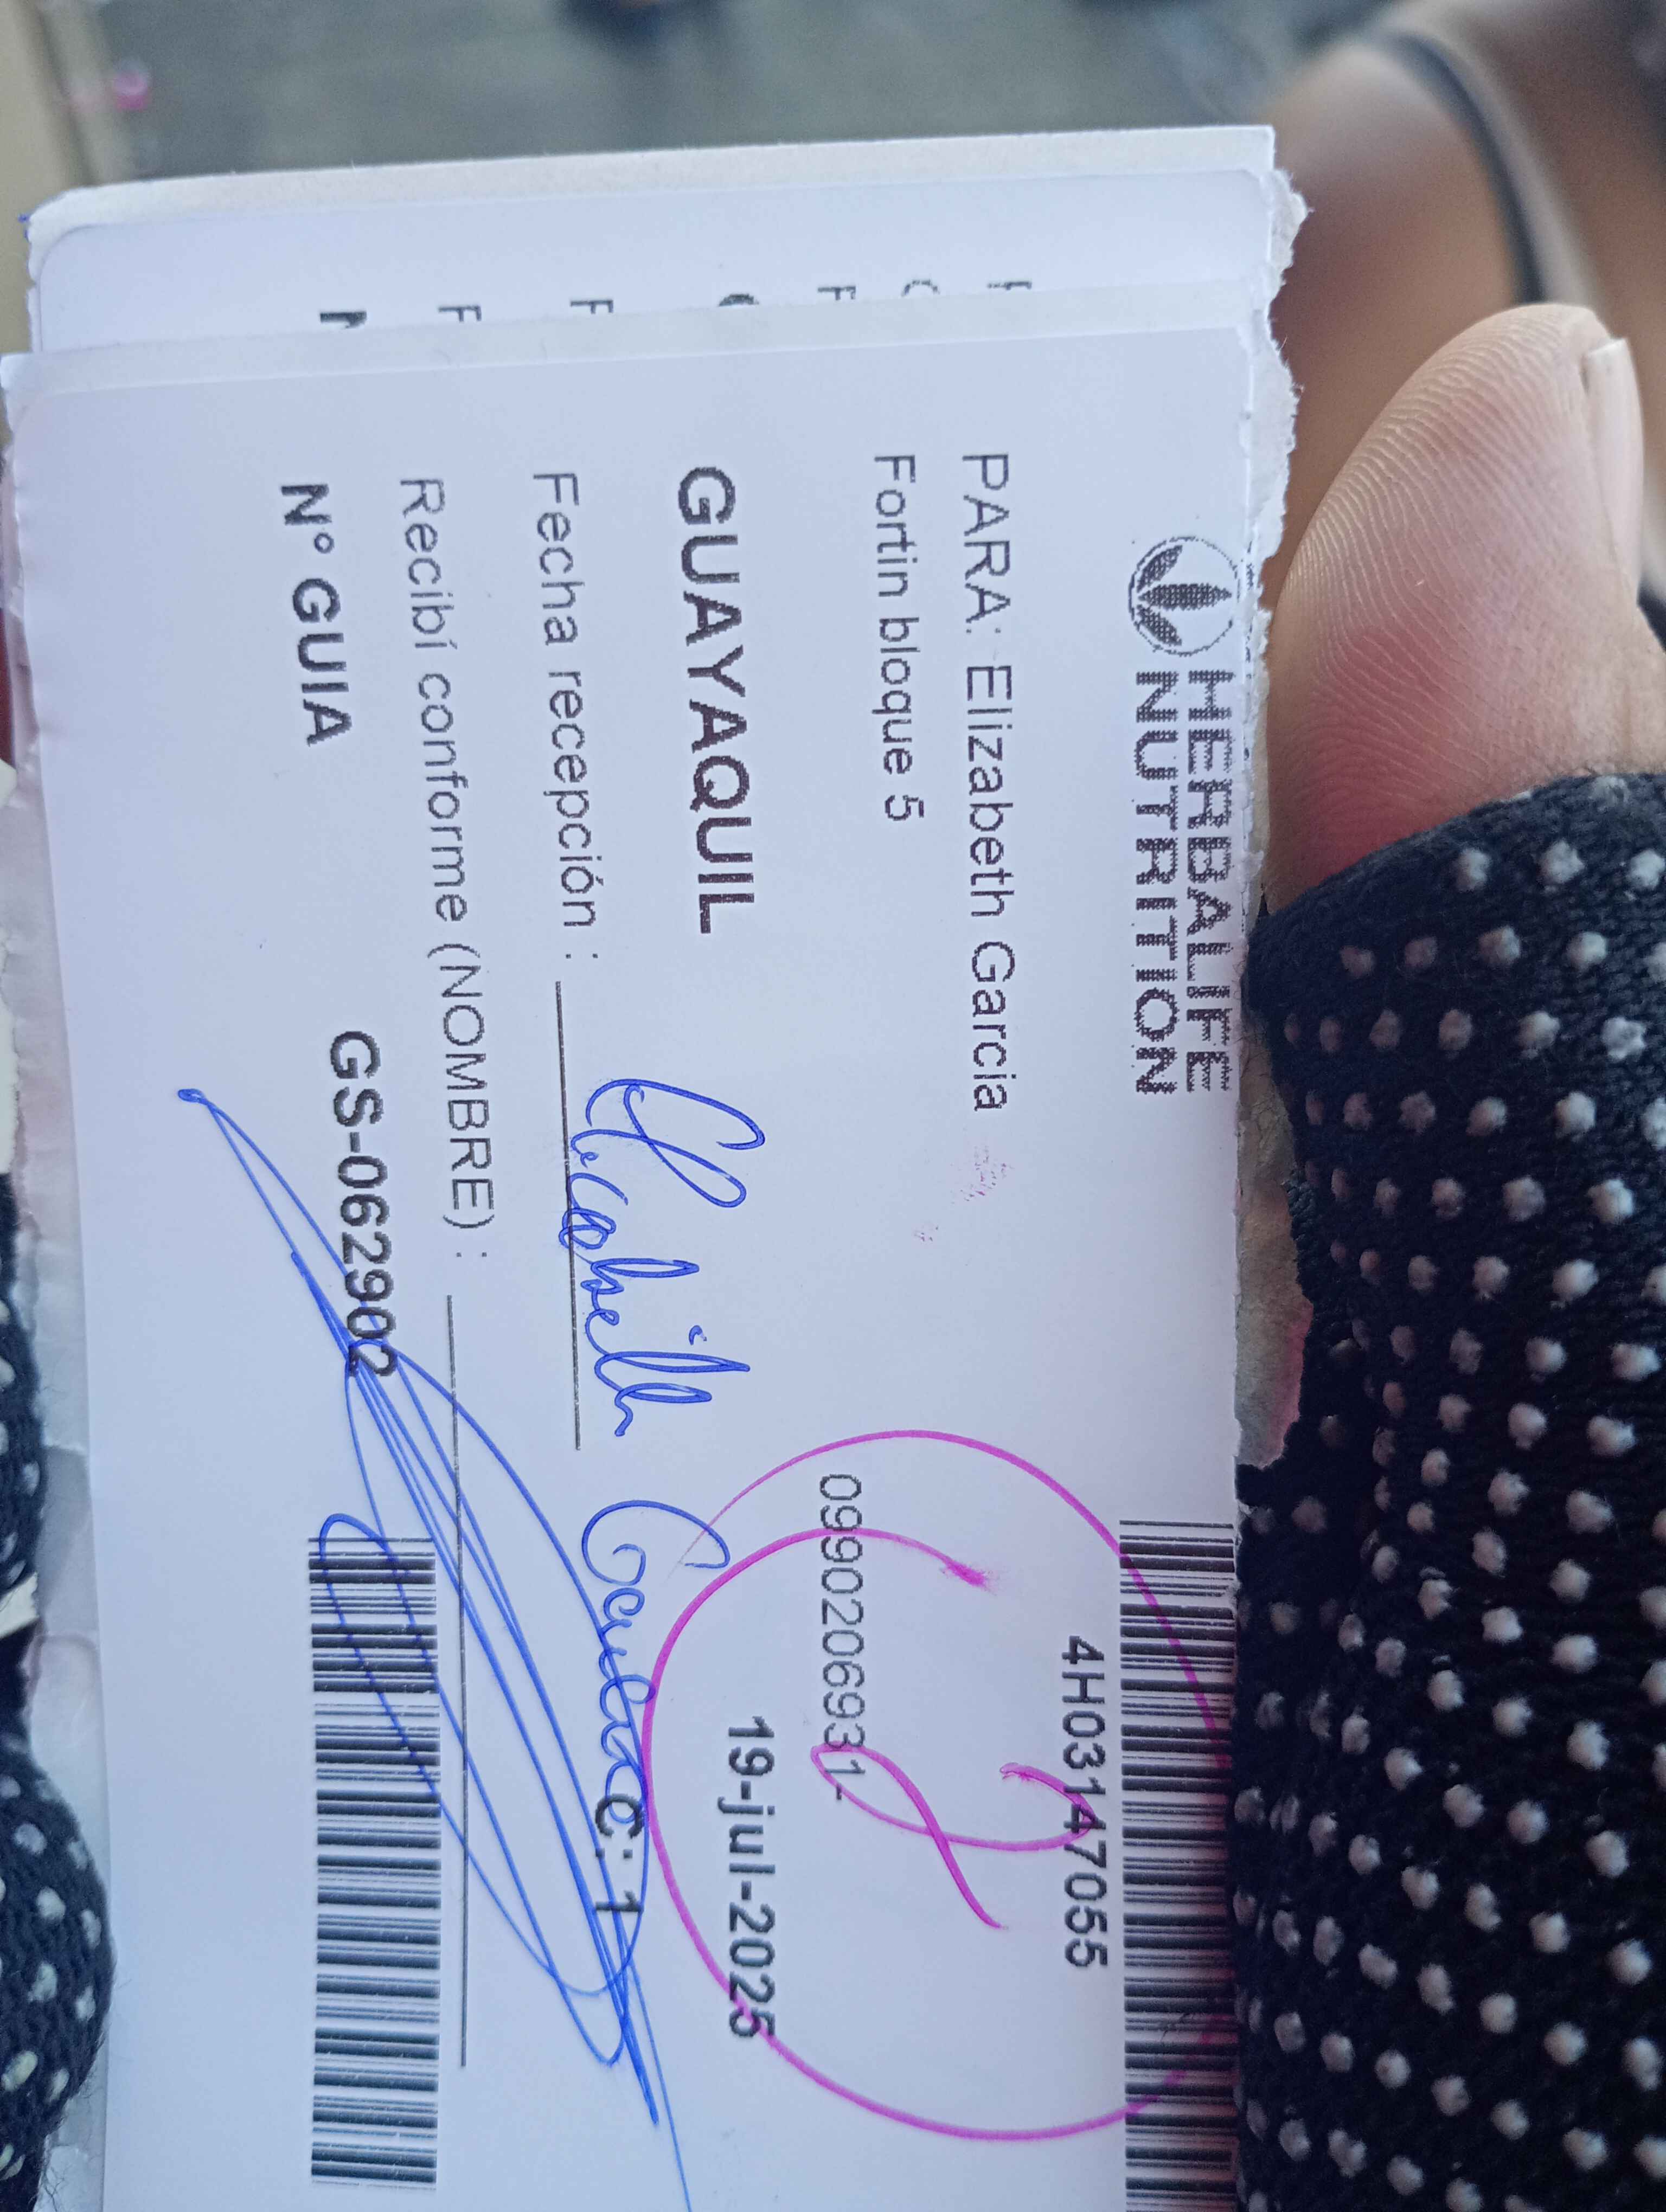 HERBALIFE
NUTRITION
4H03147055
PARA: Elizabeth Garcia
Fortin bloque 5
0990206931
GUAYAQUIL
19-jul-2025
Fecha recepción :
C: 1
Recibí conforme (NOMBRE) :
N° GUIA
GS-062902
8